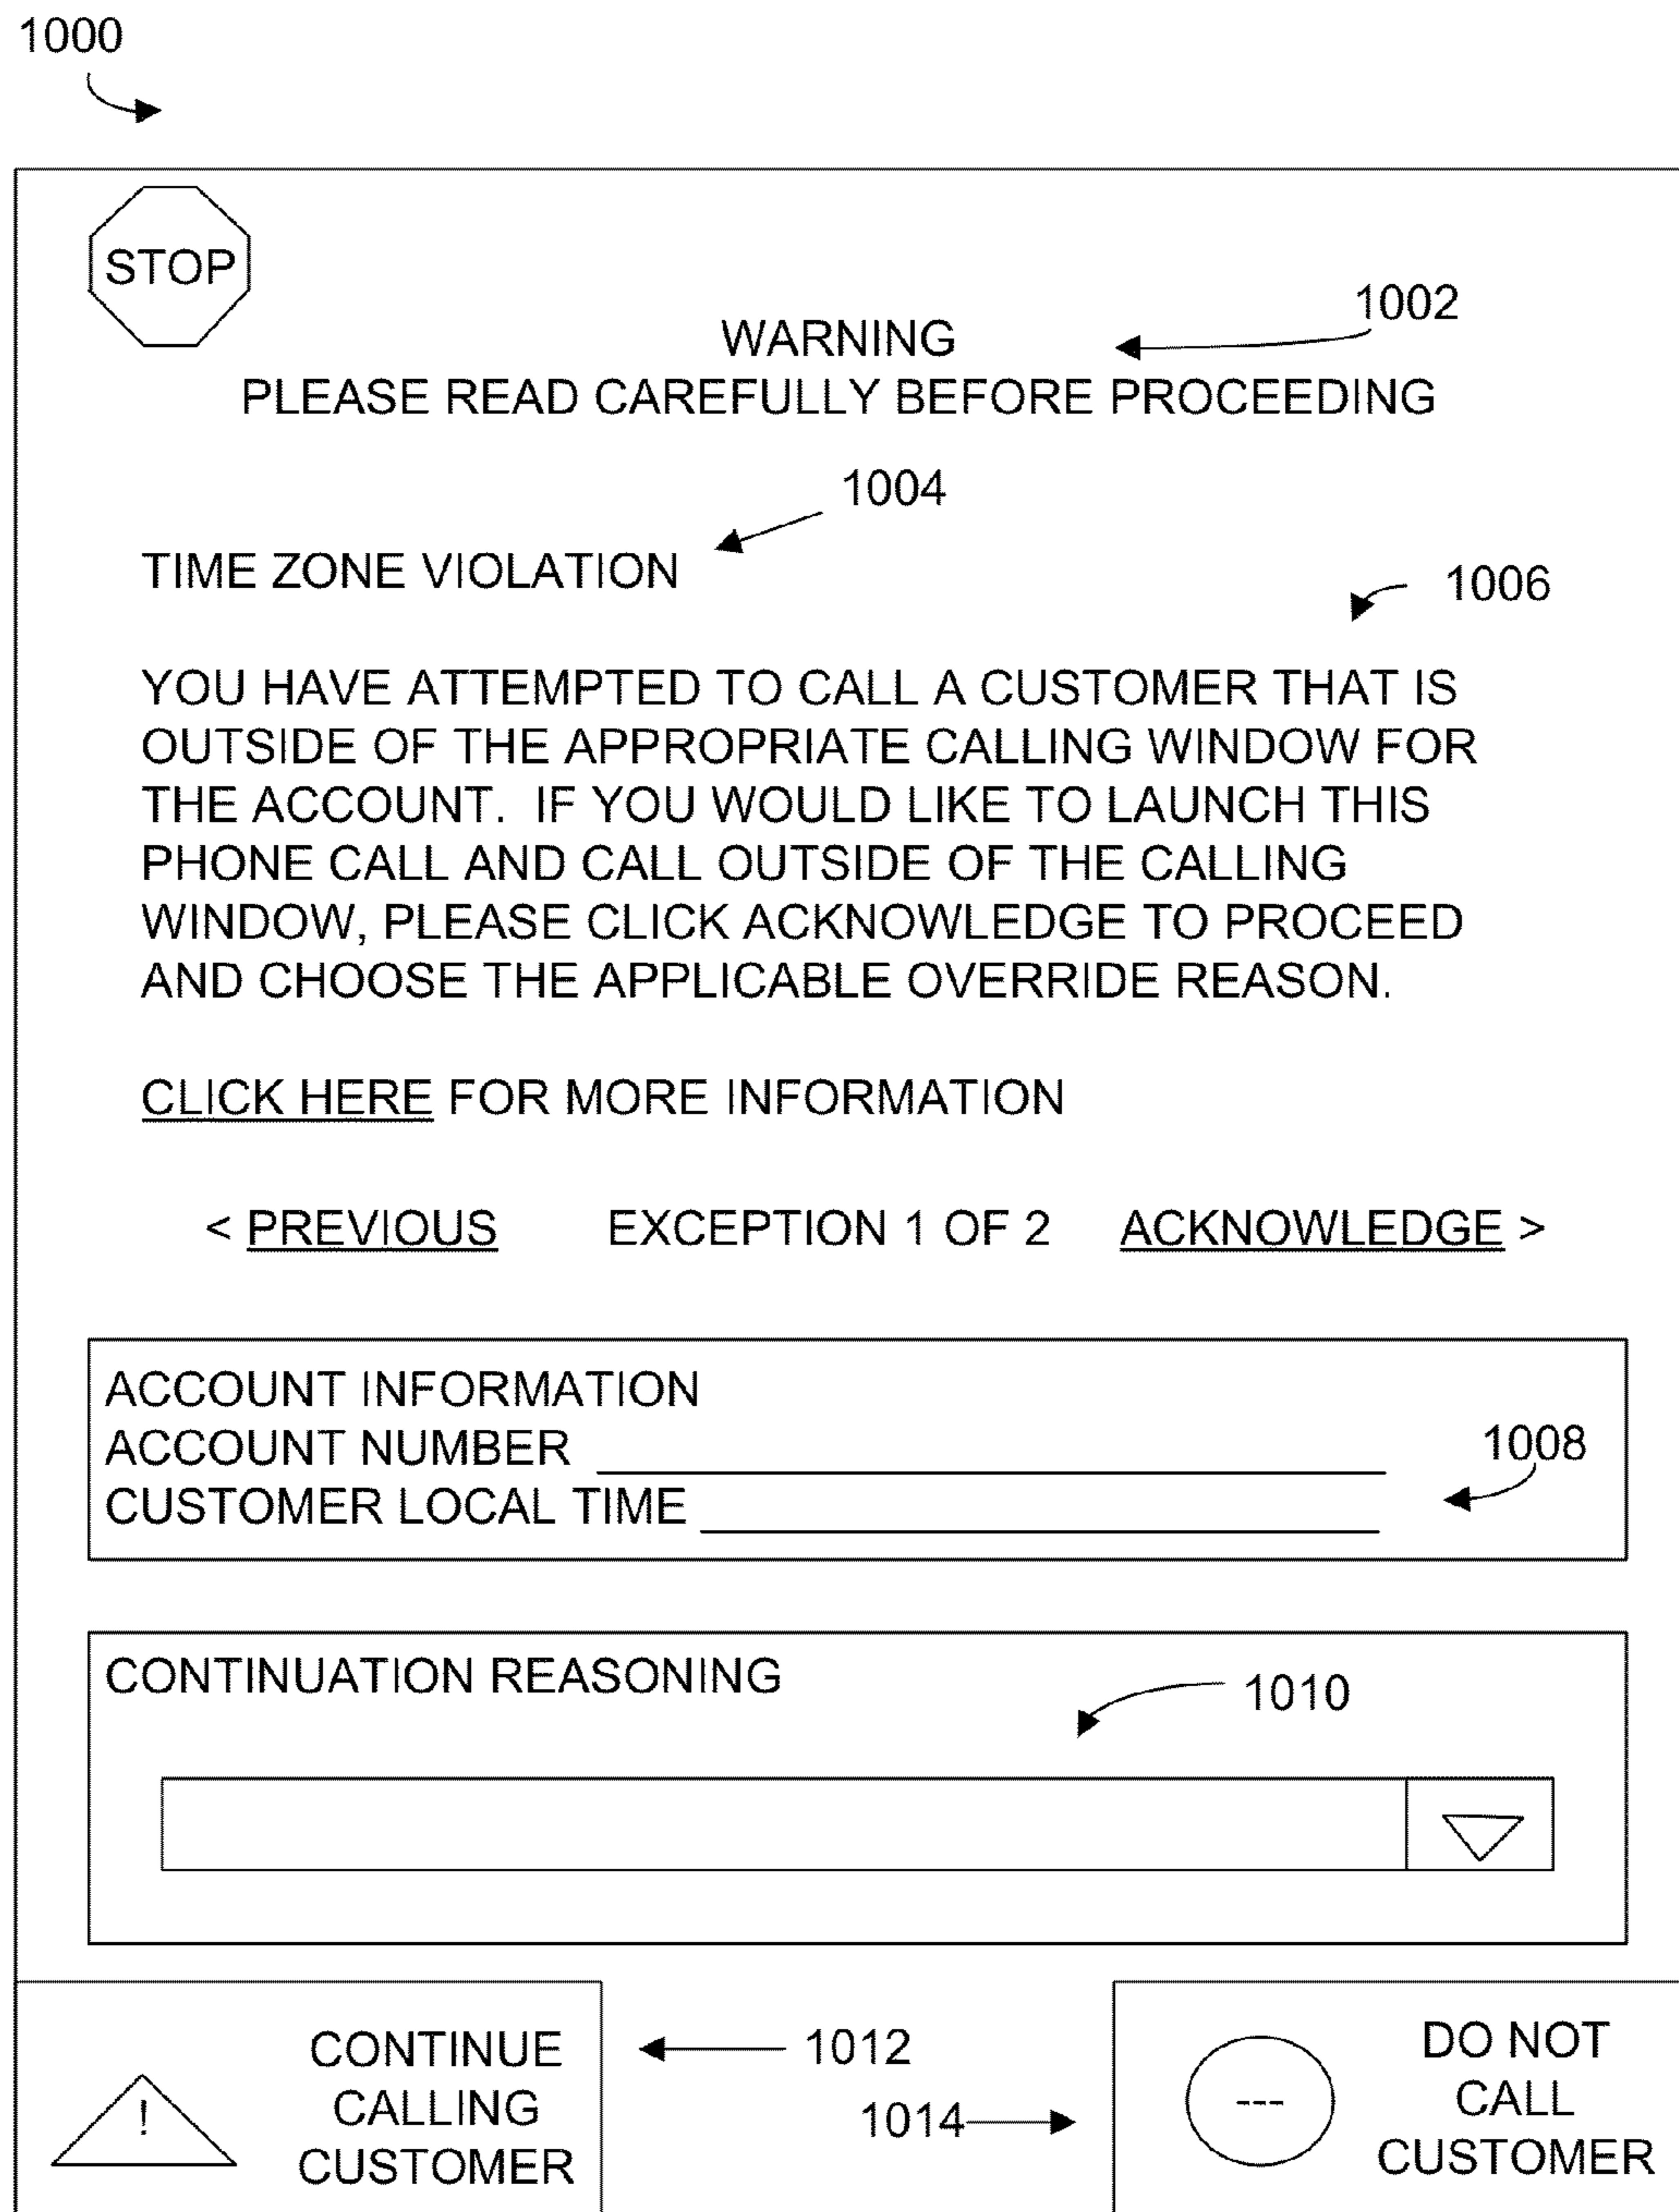 1000
STOP
1002
WARNING
PLEASE READ CAREFULLY BEFORE PROCEEDING
1004
TIME ZONE VIOLATION
1006
YOU HAVE ATTEMPTED TO CALL A CUSTOMER THAT IS
OUTSIDE OF THE APPROPRIATE CALLING WINDOW FOR
THE ACCOUNT. IF YOU WOULD LIKE TO LAUNCH THIS
PHONE CALL AND CALL OUTSIDE OF THE CALLING
WINDOW, PLEASE CLICK ACKNOWLEDGE TO PROCEED
AND CHOOSE THE APPLICABLE OVERRIDE REASON.
CLICK HERE FOR MORE INFORMATION
< PREVIOUS EXCEPTION 1 OF 2 ACKNOWLEDGE >
ACCOUNT INFORMATION
ACCOUNT NUMBER
1008
CUSTOMER LOCAL TIME
CONTINUATION REASONING
1010
!
CONTINUE
CALLING
CUSTOMER
1012
1014
---
DO NOT
CALL
CUSTOMER